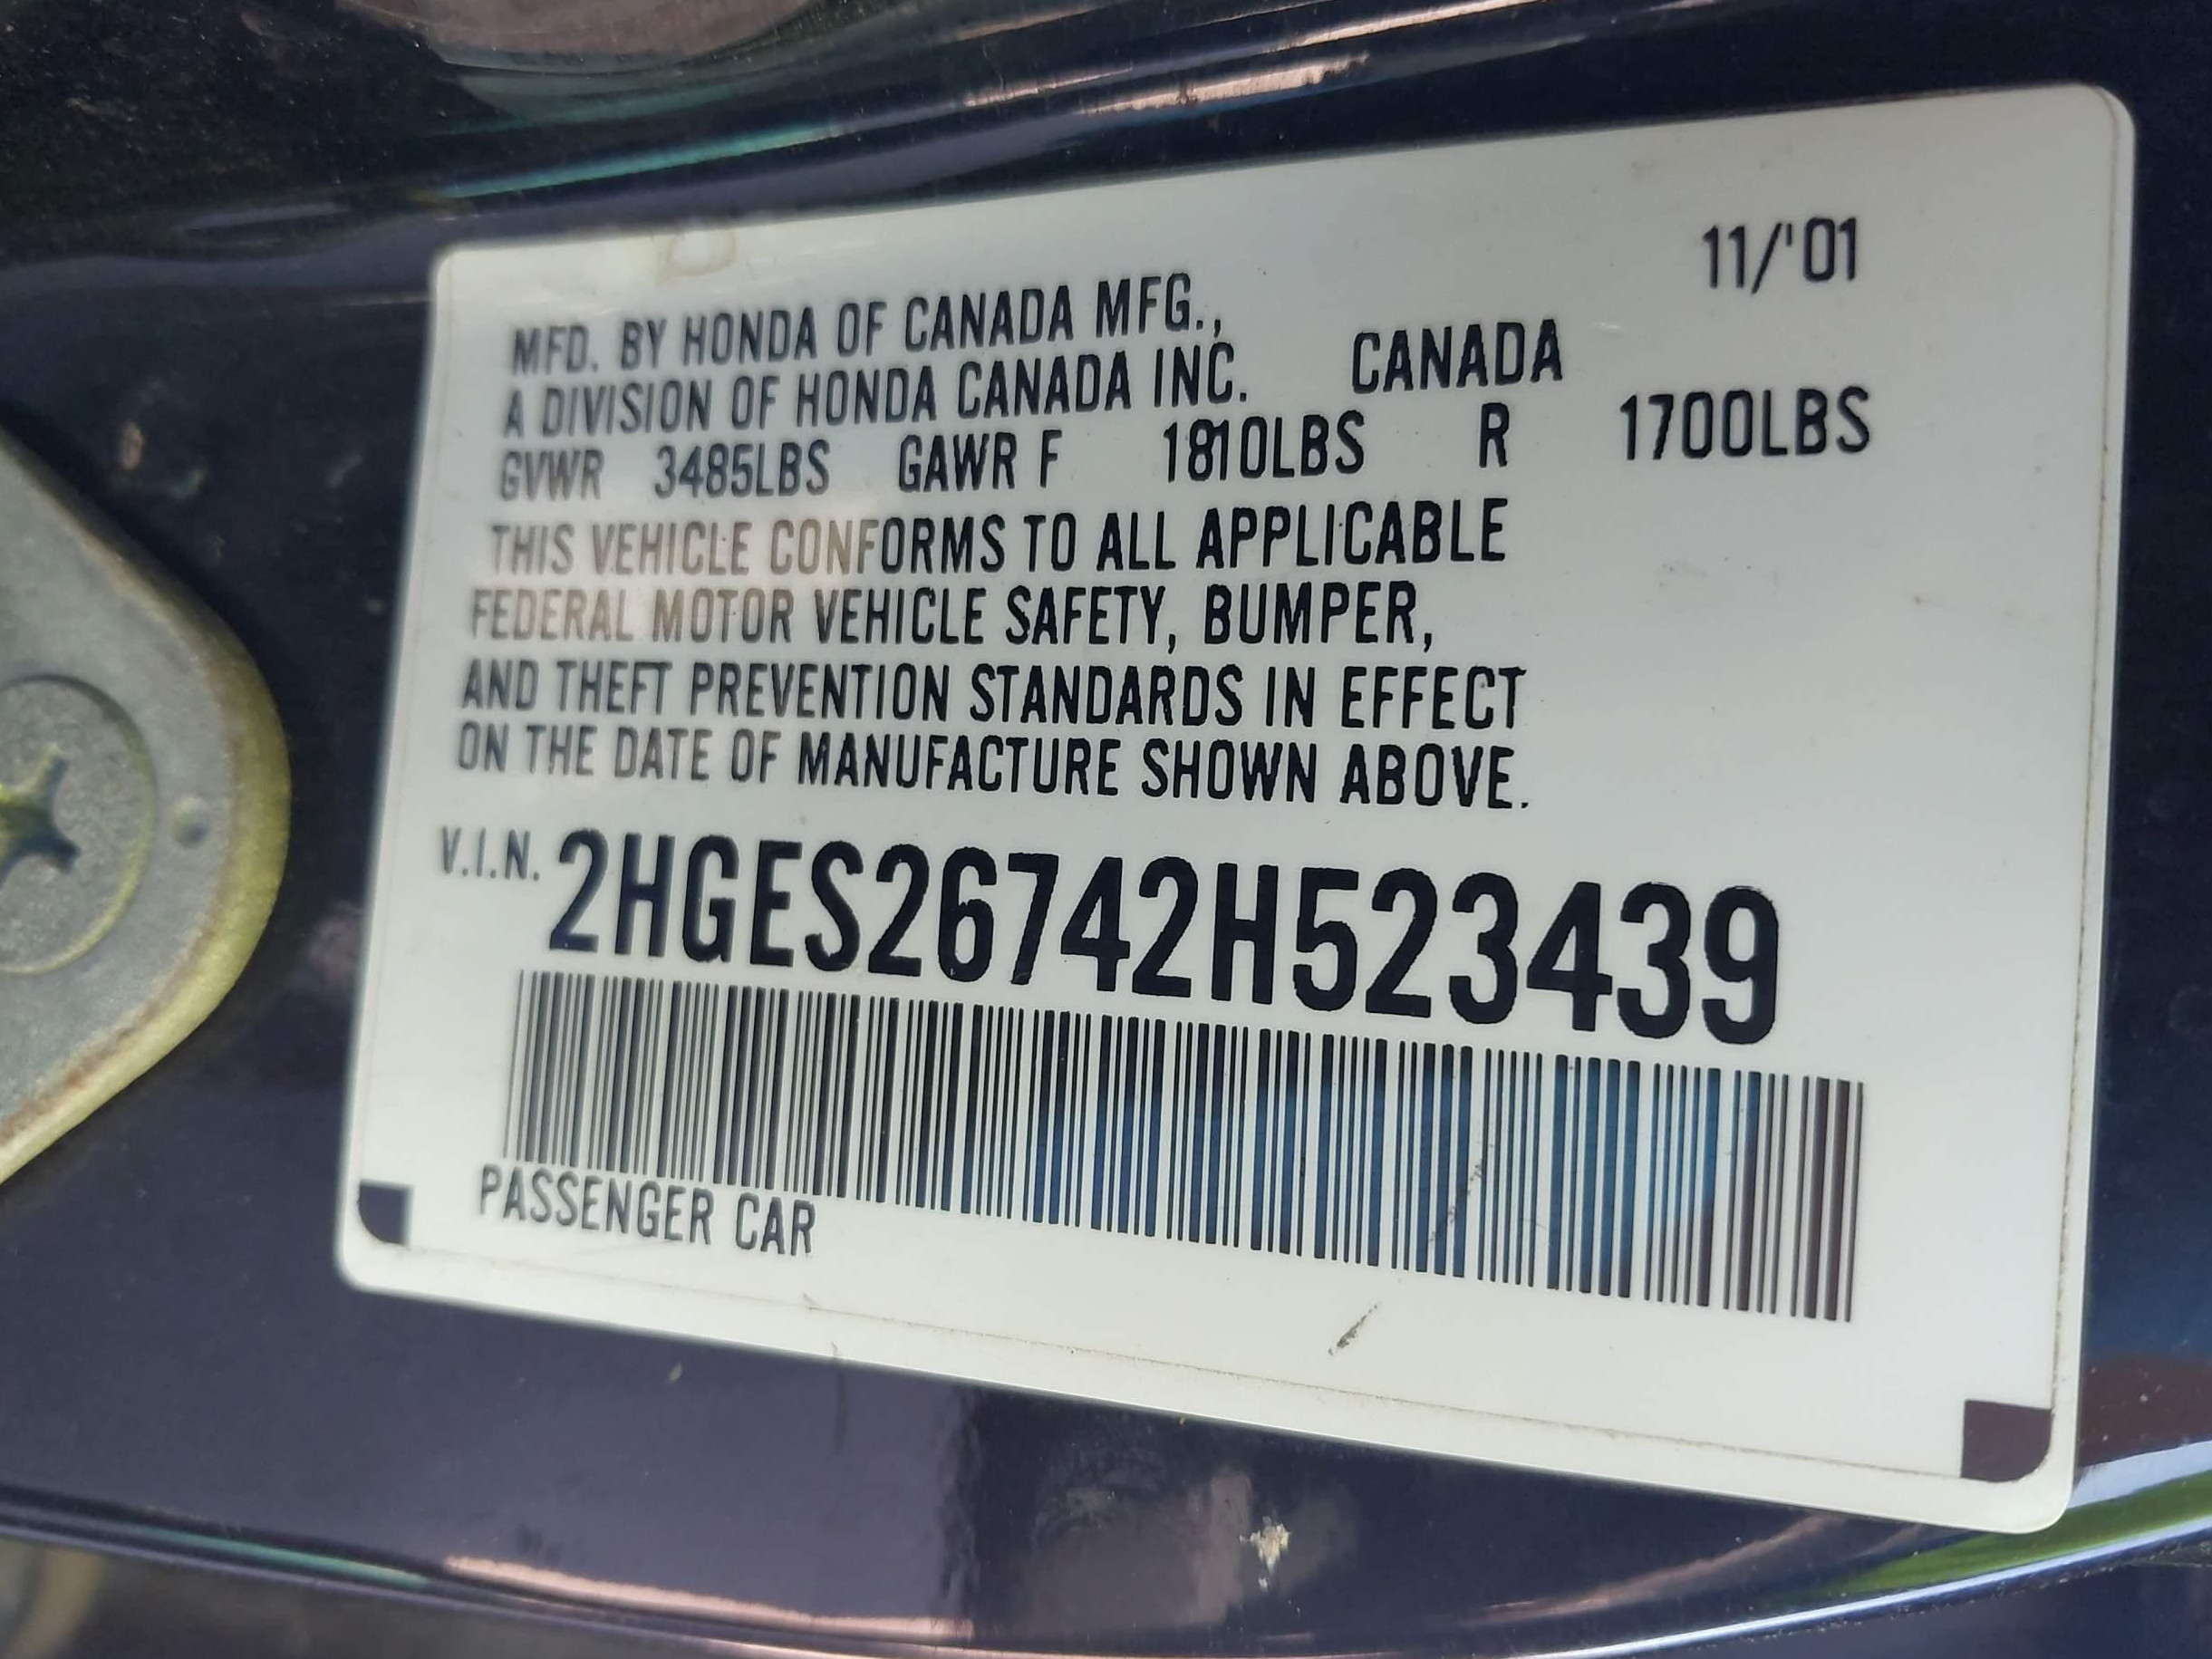 11/'01
MFD. BY HONDA OF CANADA MFG.,
A DIVISION OF HONDA CANADA INC. CANADA
GVWR 3485LBS GAWR F 1810LBS R 1700LBS
THIS VEHICLE CONFORMS TO ALL APPLICABLE
FEDERAL MOTOR VEHICLE SAFETY, BUMPER,
AND THEFT PREVENTION STANDARDS IN EFFECT
ON THE DATE OF MANUFACTURE SHOWN ABOVE.
V.I.N. 2HGES26742H523439
PASSENGER CAR